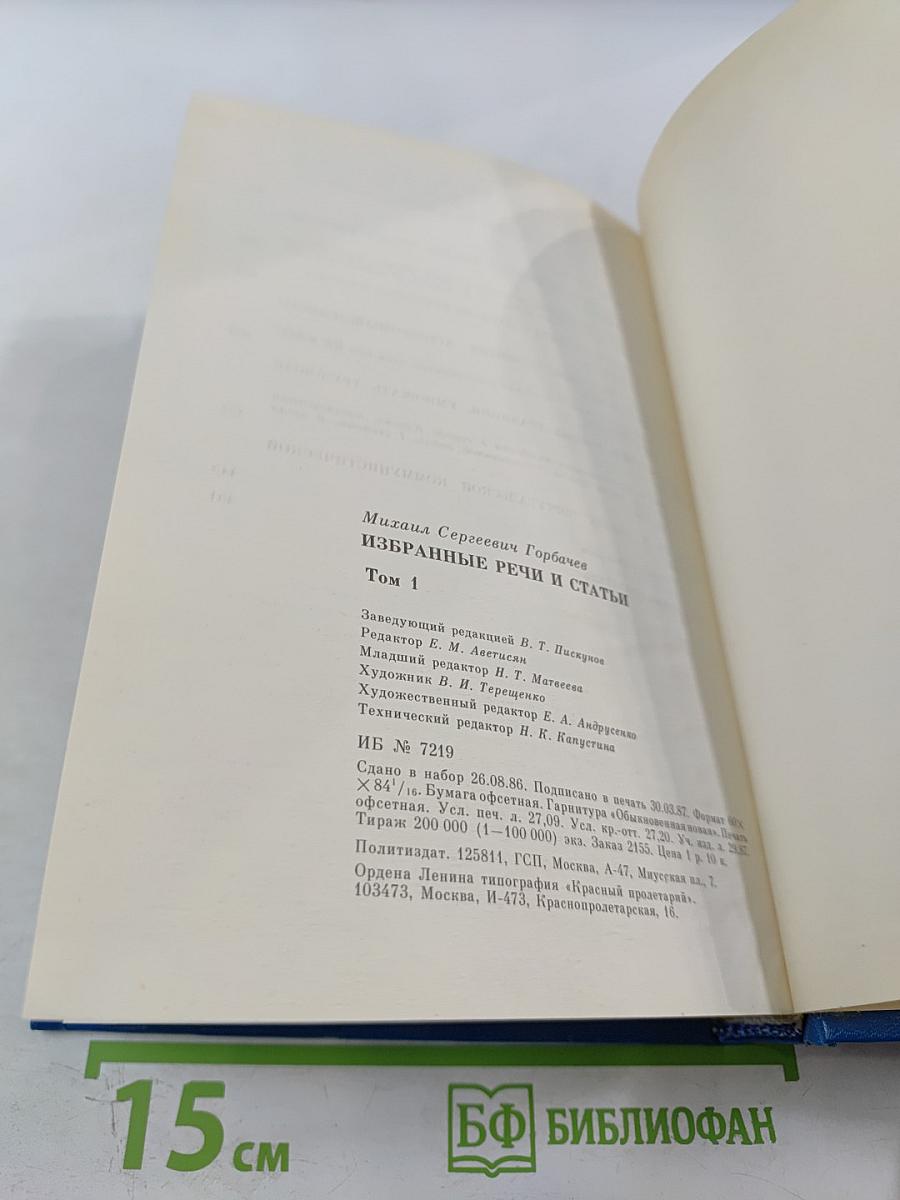 Михаил Сергеевич Горбачев
ИЗБРАННЫЕ РЕЧИ И СТАТЬИ
Том 1
Заведующий редакцией В. Т. Пискунов
Редактор Е. М. Аветисян
Младший редактор Н. Т. Матвеева
Художник В. И. Терещенко
Художественный редактор Е. А. Андрусенко
Технический редактор Н. К. Капустина
ИБ № 7219
Сдано в набор 26.08.86. Подписано в печать 30.03.87. Формат 60×
×84¹/₁₆. Бумага офсетная. Гарнитура «Обыкновенная новая». Печать
офсетная. Усл. печ. л. 27,09. Усл. кр.-отт. 27,20. Уч. изд. л. 29,87.
Тираж 200 000 (1—100 000) экз. Заказ 2155. Цена 1 р. 10 к.
Политиздат. 125811, ГСП, Москва, А-47, Миусская пл., 7.
Ордена Ленина типография «Красный пролетарий».
103473, Москва, И-473, Краснопролетарская, 16.
15 см
БФ БИБЛИОФАН